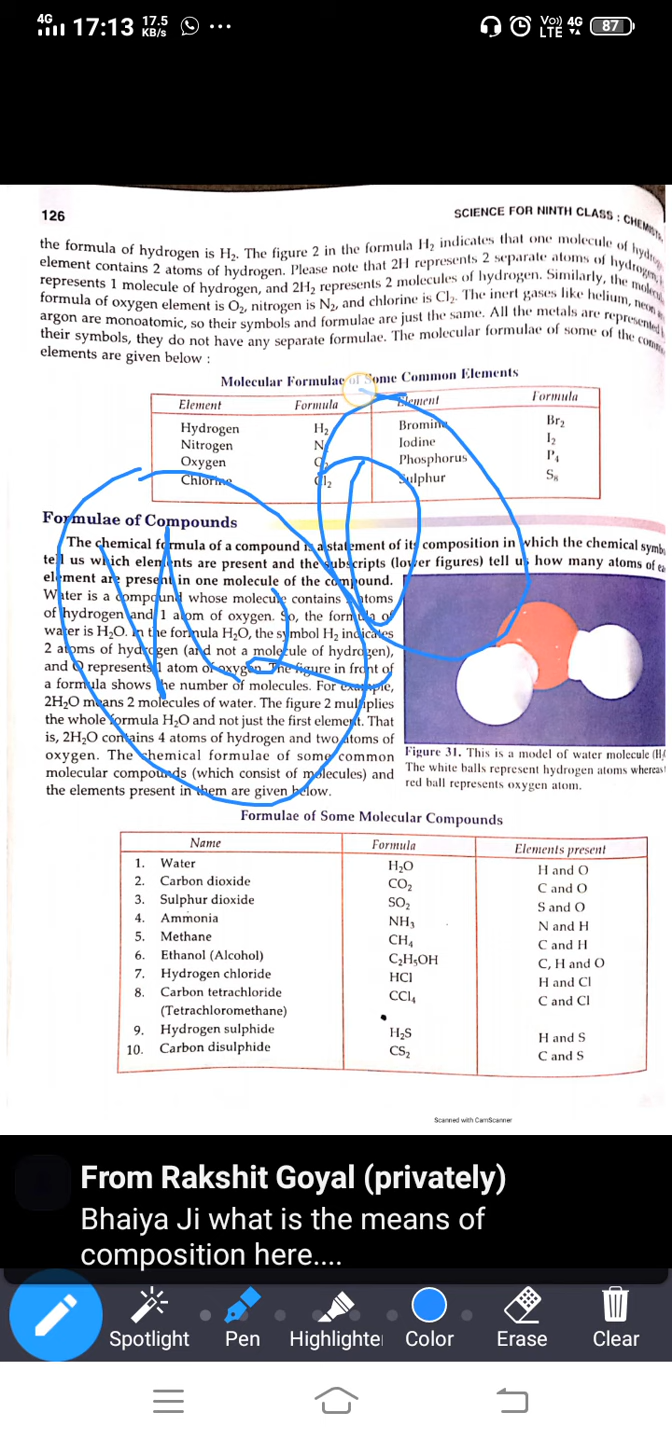 4G 17:13 17.5 KB/s ... Vo) LTE 4G 87
126 SCIENCE FOR NINTH CLASS : CHEMISTRY
the formula of hydrogen is H₂. The figure 2 in the formula H₂ indicates that one molecule of hydrogen
element contains 2 atoms of hydrogen. Please note that 2H represents 2 separate atoms of hydrogen,
represents 1 molecule of hydrogen, and 2H₂ represents 2 molecules of hydrogen. Similarly, the
formula of oxygen element is O₂, nitrogen is N₂, and chlorine is Cl₂. The inert gases like helium, neon
argon are monoatomic, so their symbols and formulae are just the same. All the metals are represented
their symbols, they do not have any separate formulae. The molecular formulae of some of the
elements are given below :
Molecular Formulae of Some Common Elements
Element Formula Element Formula
Hydrogen H₂ Bromine Br₂
Nitrogen N Iodine I₂
Oxygen O₂ Phosphorus P₄
Chlorine Cl₂ Sulphur S₈
Formulae of Compounds
The chemical formula of a compound is a statement of its composition in which the chemical symb
tell us which elements are present and the subscripts (lower figures) tell us how many atoms of ea
element are present in one molecule of the compound.
Water is a compound whose molecule contains atoms
of hydrogen and 1 atom of oxygen. So, the formula of
water is H₂O. In the formula H₂O, the symbol H₂ indicates
2 atoms of hydrogen (and not a molecule of hydrogen),
and O represents 1 atom of oxygen. The figure in front of
a formula shows the number of molecules. For example,
2H₂O means 2 molecules of water. The figure 2 multiplies
the whole formula H₂O and not just the first element. That
is, 2H₂O contains 4 atoms of hydrogen and two atoms of
oxygen. The chemical formulae of some common
molecular compounds (which consist of molecules) and
the elements present in them are given below.
Figure 31. This is a model of water molecule (H₂
The white balls represent hydrogen atoms whereas
red ball represents oxygen atom.
Formulae of Some Molecular Compounds
Name Formula Elements present
1. Water H₂O H and O
2. Carbon dioxide CO₂ C and O
3. Sulphur dioxide SO₂ S and O
4. Ammonia NH₃ N and H
5. Methane CH₄ C and H
6. Ethanol (Alcohol) C₂H₅OH C, H and O
7. Hydrogen chloride HCl H and Cl
8. Carbon tetrachloride CCl₄ C and Cl
(Tetrachloromethane)
9. Hydrogen sulphide H₂S H and S
10. Carbon disulphide CS₂ C and S
Scanned with CamScanner
From Rakshit Goyal (privately)
Bhaiya Ji what is the means of
composition here....
Spotlight Pen Highlighte Color Erase Clear